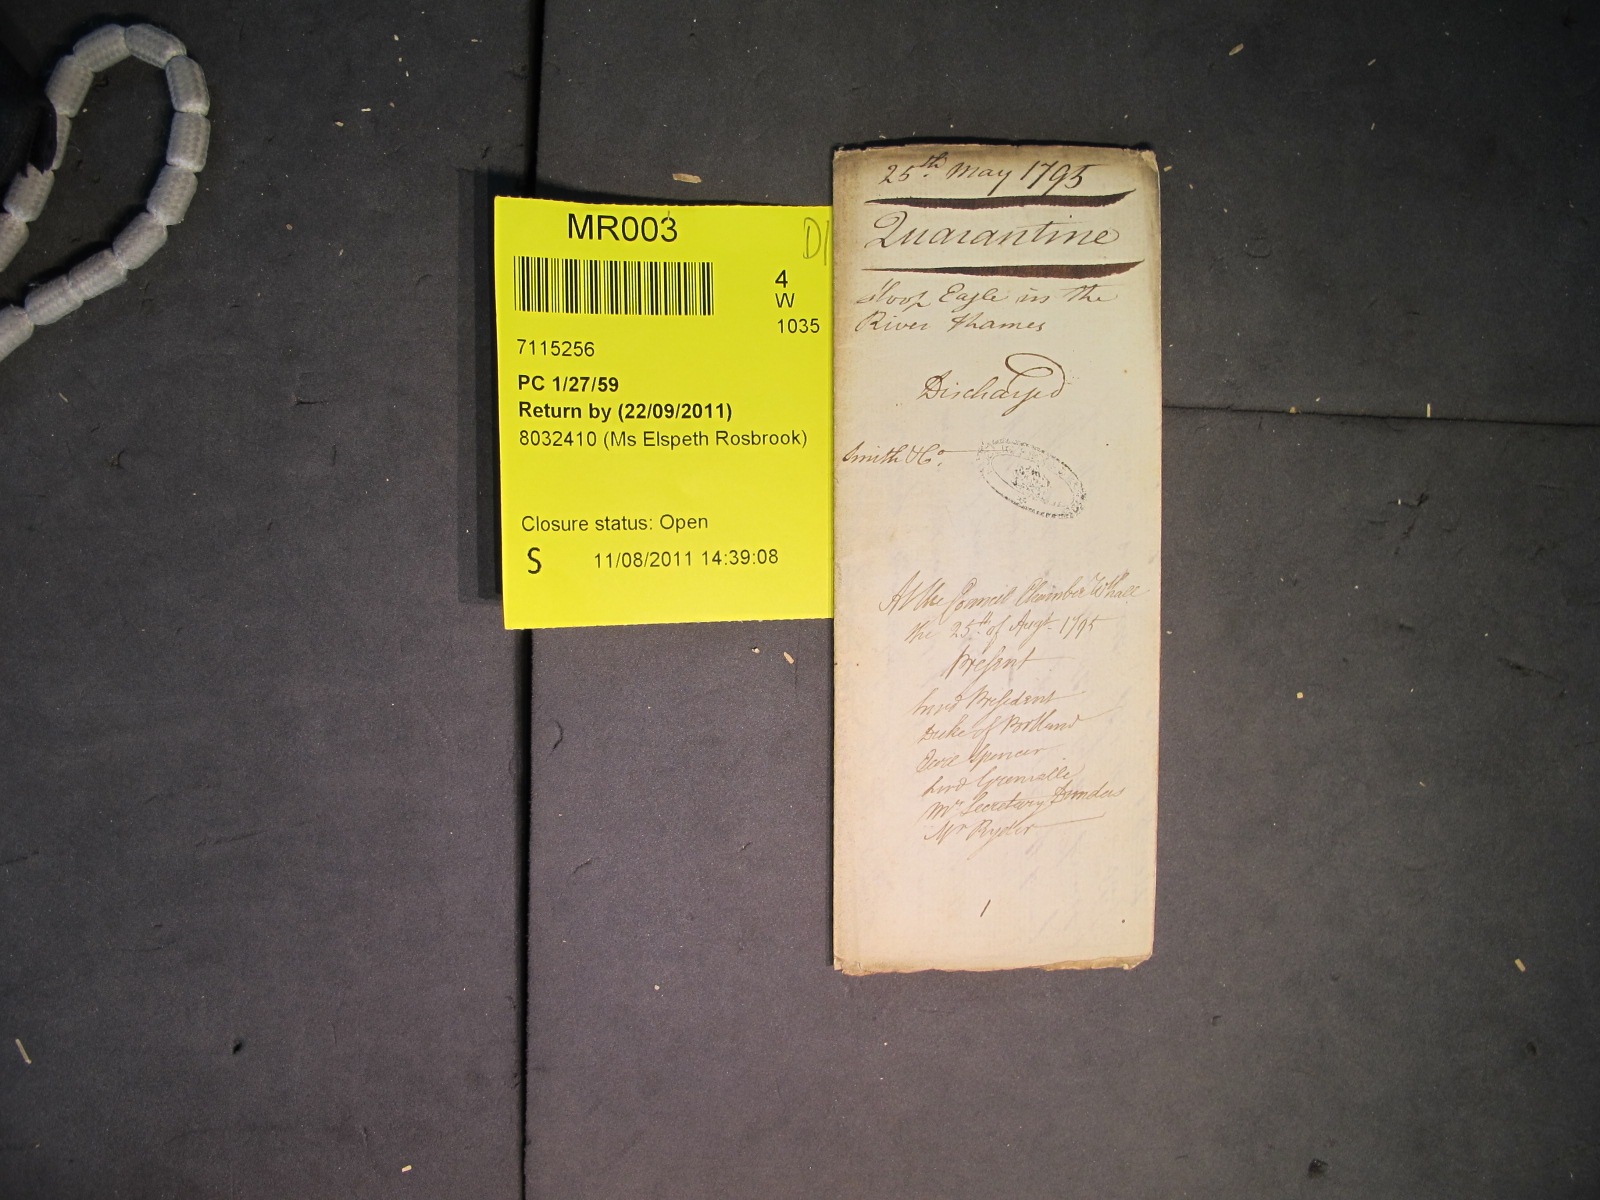 MR003
D1
4
W
1035
7115256
PC 1/27/59
Return by (22/09/2011)
8032410 (Ms Elspeth Rosbrook)
Closure status: Open
S 11/08/2011 14:39:08
25th. May 1795
Quarantine
Sloop Eagle in the
River Thames
Discharged
Smith & Co.
At the Council Chamber Whall
the 25th of Augt. 1795
Present
Lord President
Duke of Portland
Earl Spencer
Lord Grenville
Mr Secretary Dundas
Mr Ryder
1